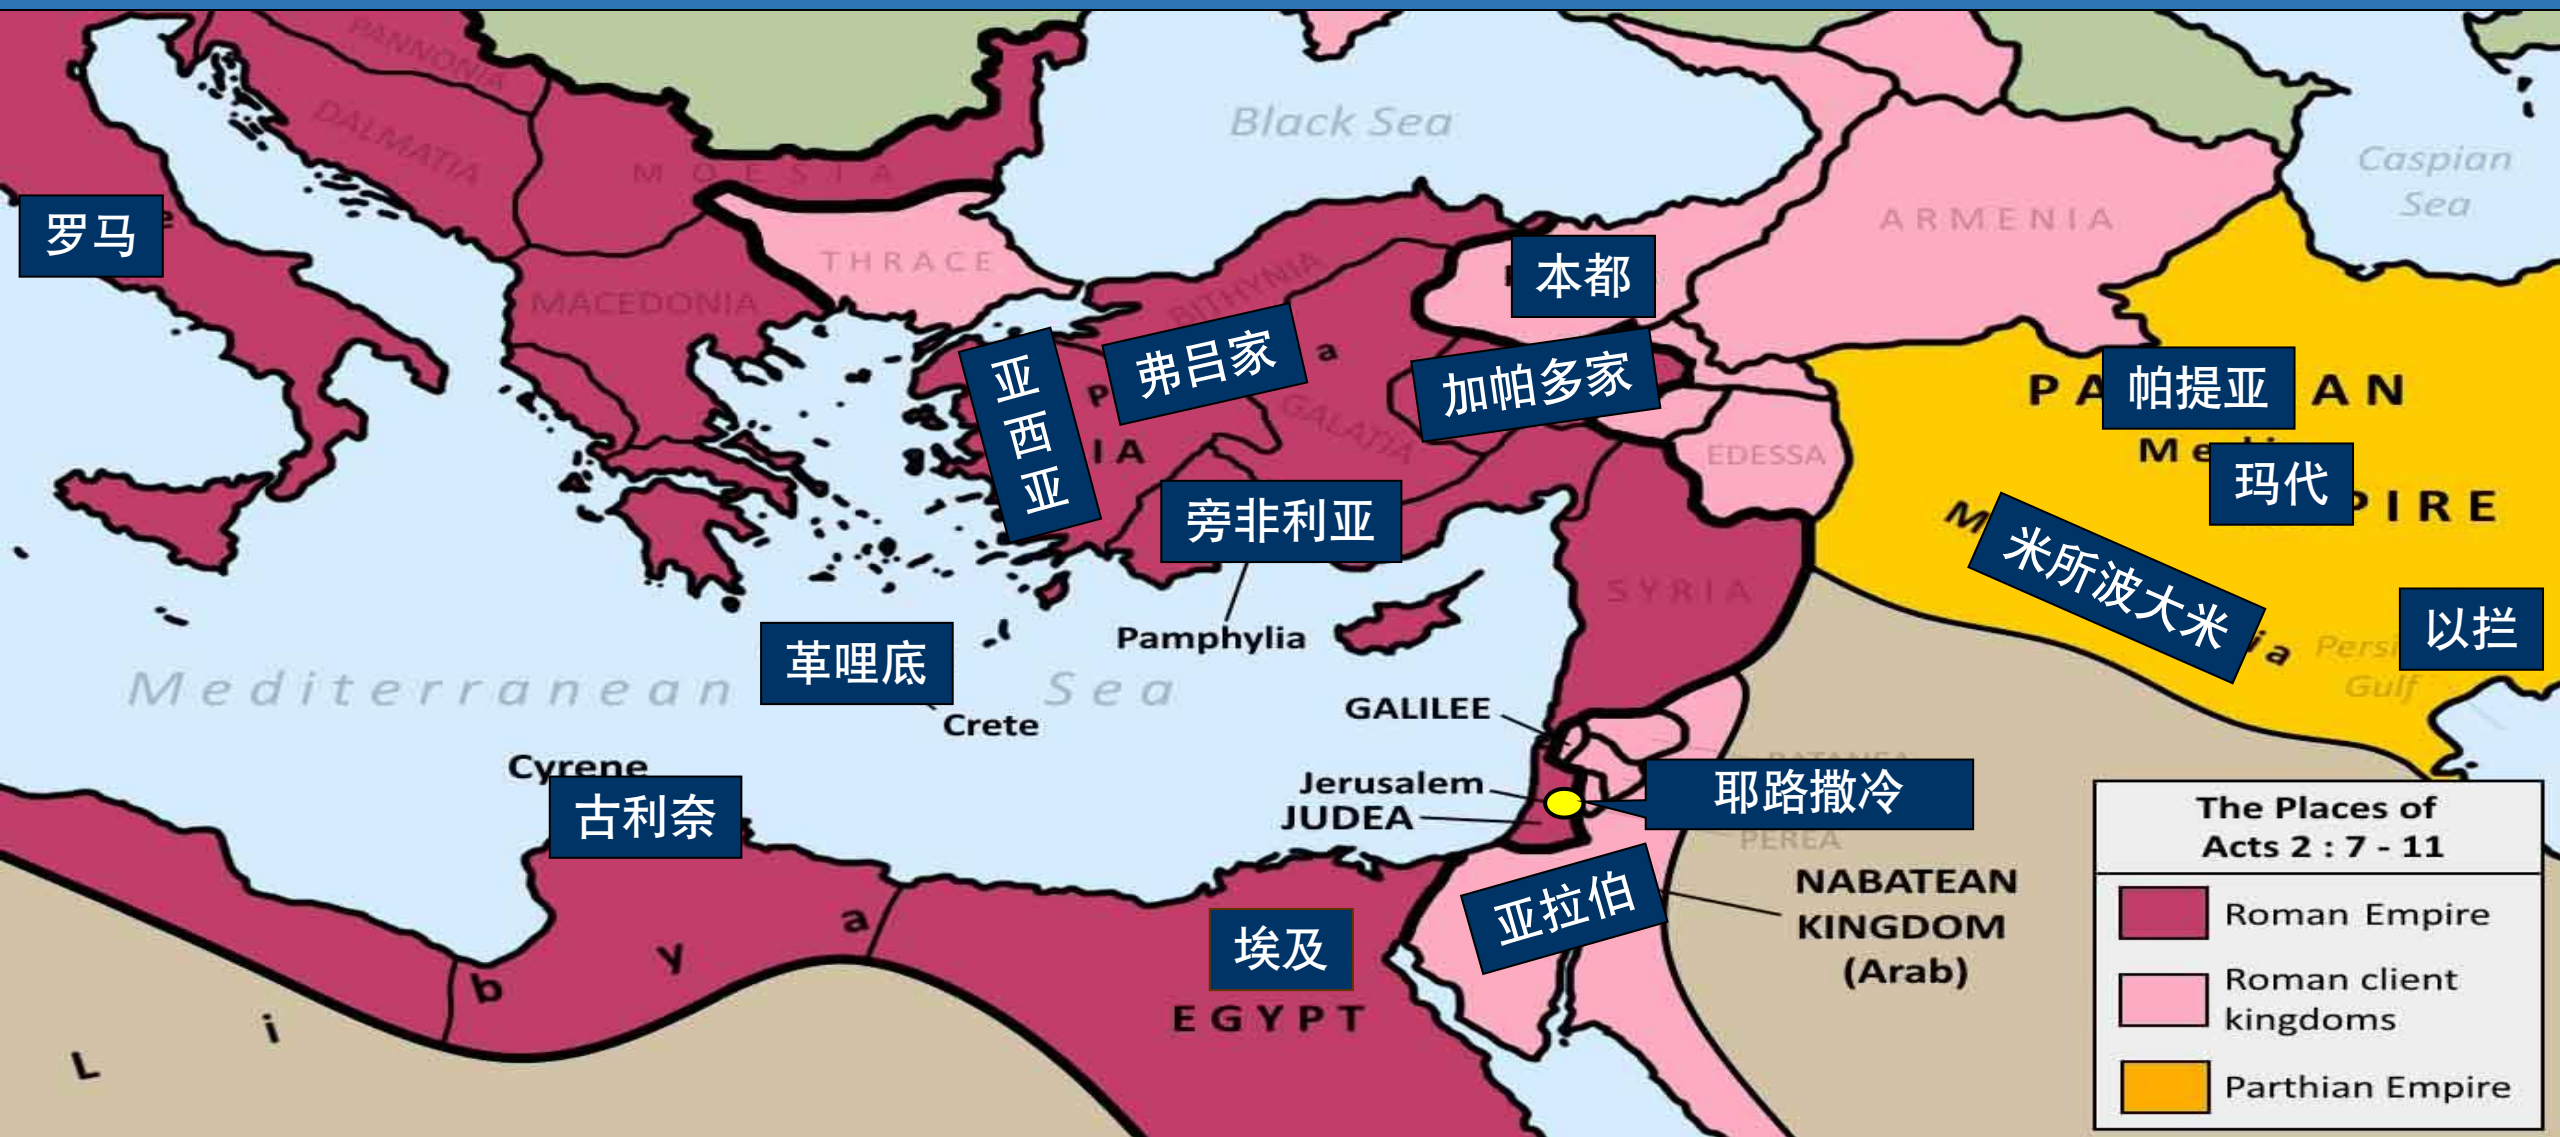 PANNONIA
DALMATIA
MOESIA
Black Sea
Caspian
Sea
罗马
THRACE
ARMENIA
本都
MACEDONIA
BITHYNIA
弗吕家
亚西亚
加帕多家
帕提亚
GALATIA
IA
EDESSA
玛代
旁非利亚
SYRIA
米所波大米
以拦
Gulf
Pamphylia
革哩底
Mediterranean Sea
Crete
GALILEE
Cyrene
古利奈
Jerusalem
JUDEA
耶路撒冷
PEREA
亚拉伯
NABATEAN
KINGDOM
(Arab)
埃及
EGYPT
Libya
The Places of
Acts 2 : 7 - 11
Roman Empire
Roman client
kingdoms
Parthian Empire